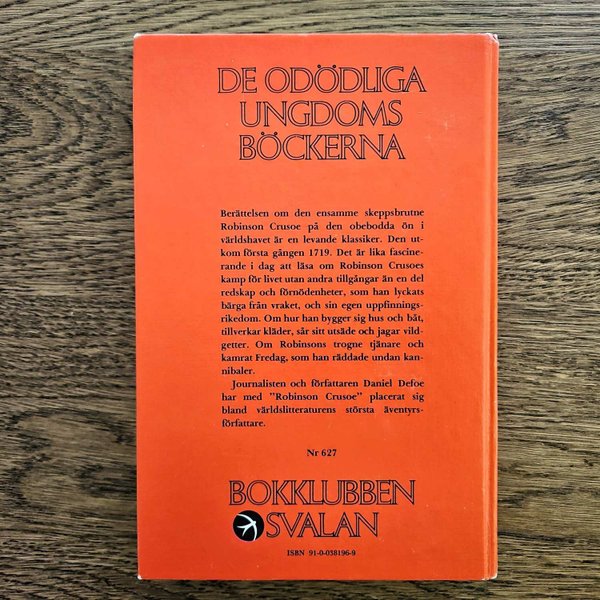 DE ODÖDLIGA
UNGDOMS
BÖCKERNA
Berättelsen om den ensamme skeppsbrutne
Robinson Crusoe på den obebodda ön i
världshavet är en levande klassiker. Den ut-
kom första gången 1719. Det är lika fascine-
rande i dag att läsa om Robinson Crusoes
kamp för livet utan andra tillgångar än en del
redskap och förnödenheter, som han lyckats
bärga från vraket, och sin egen uppfinnings-
rikedom. Om hur han bygger sig hus och båt,
tillverkar kläder, sår sitt utsäde och jagar vild-
getter. Om Robinsons trogne tjänare och
kamrat Fredag, som han räddade undan kan-
nibaler.
Journalisten och författaren Daniel Defoe
har med ”Robinson Crusoe” placerat sig
bland världslitteraturens största äventyrs-
författare.
Nr 627
BOKKLUBBEN
SVALAN
ISBN 91-0-038196-9